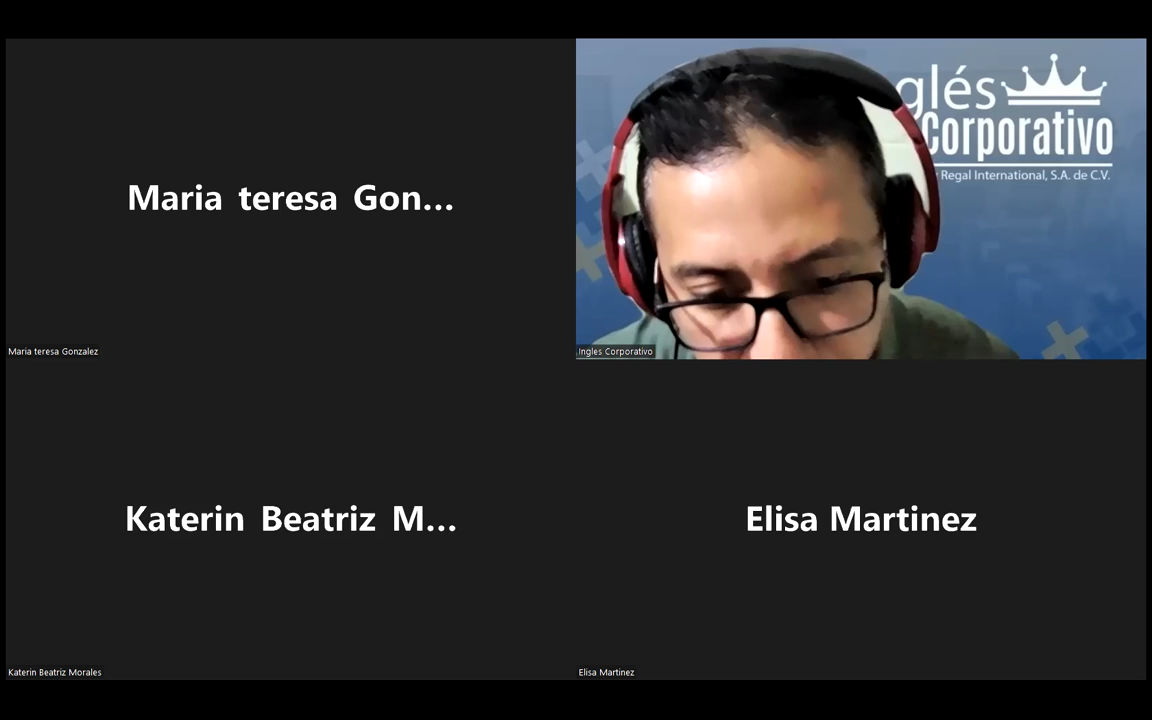 Maria teresa Gon...
Maria teresa Gonzalez
glés
Corporativo
Regal International, S.A. de C.V.
Ingles Corporativo
Katerin Beatriz M...
Katerin Beatriz Morales
Elisa Martinez
Elisa Martinez